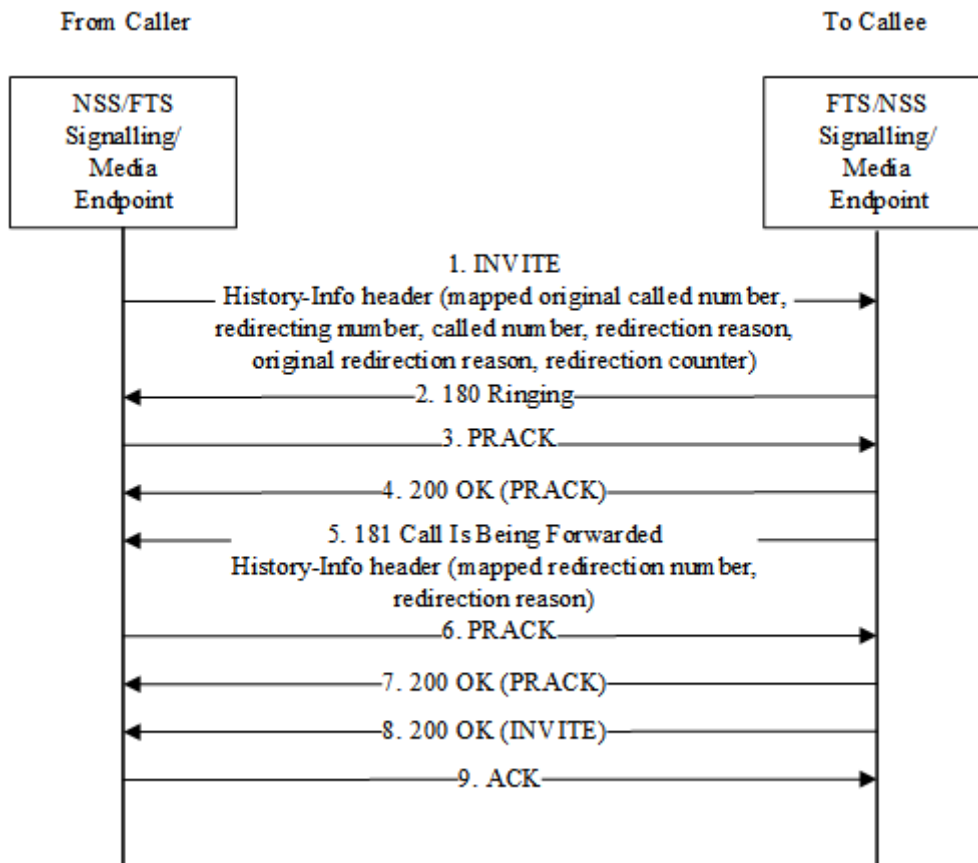 From Caller
To Callee
NSS/FTS
Signalling/
Media
Endpoint
FTS/NSS
Signalling/
Media
Endpoint
1. INVITE
History-Info header (mapped original called number,
redirecting number, called number, redirection reason,
original redirection reason, redirection counter)
2. 180 Ringing
3. PRACK
4. 200 OK (PRACK)
5. 181 Call Is Being Forwarded
History-Info header (mapped redirection number,
redirection reason)
6. PRACK
7. 200 OK (PRACK)
8. 200 OK (INVITE)
9. ACK